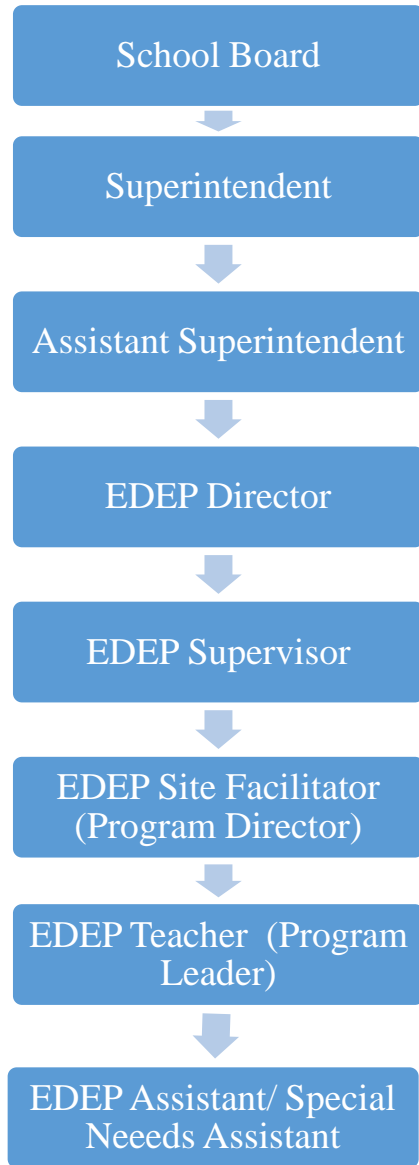 School Board
Superintendent
Assistant Superintendent
EDEP Director
EDEP Supervisor
EDEP Site Facilitator
(Program Director)
EDEP Teacher (Program
Leader)
EDEP Assistant/ Special
Neeeds Assistant